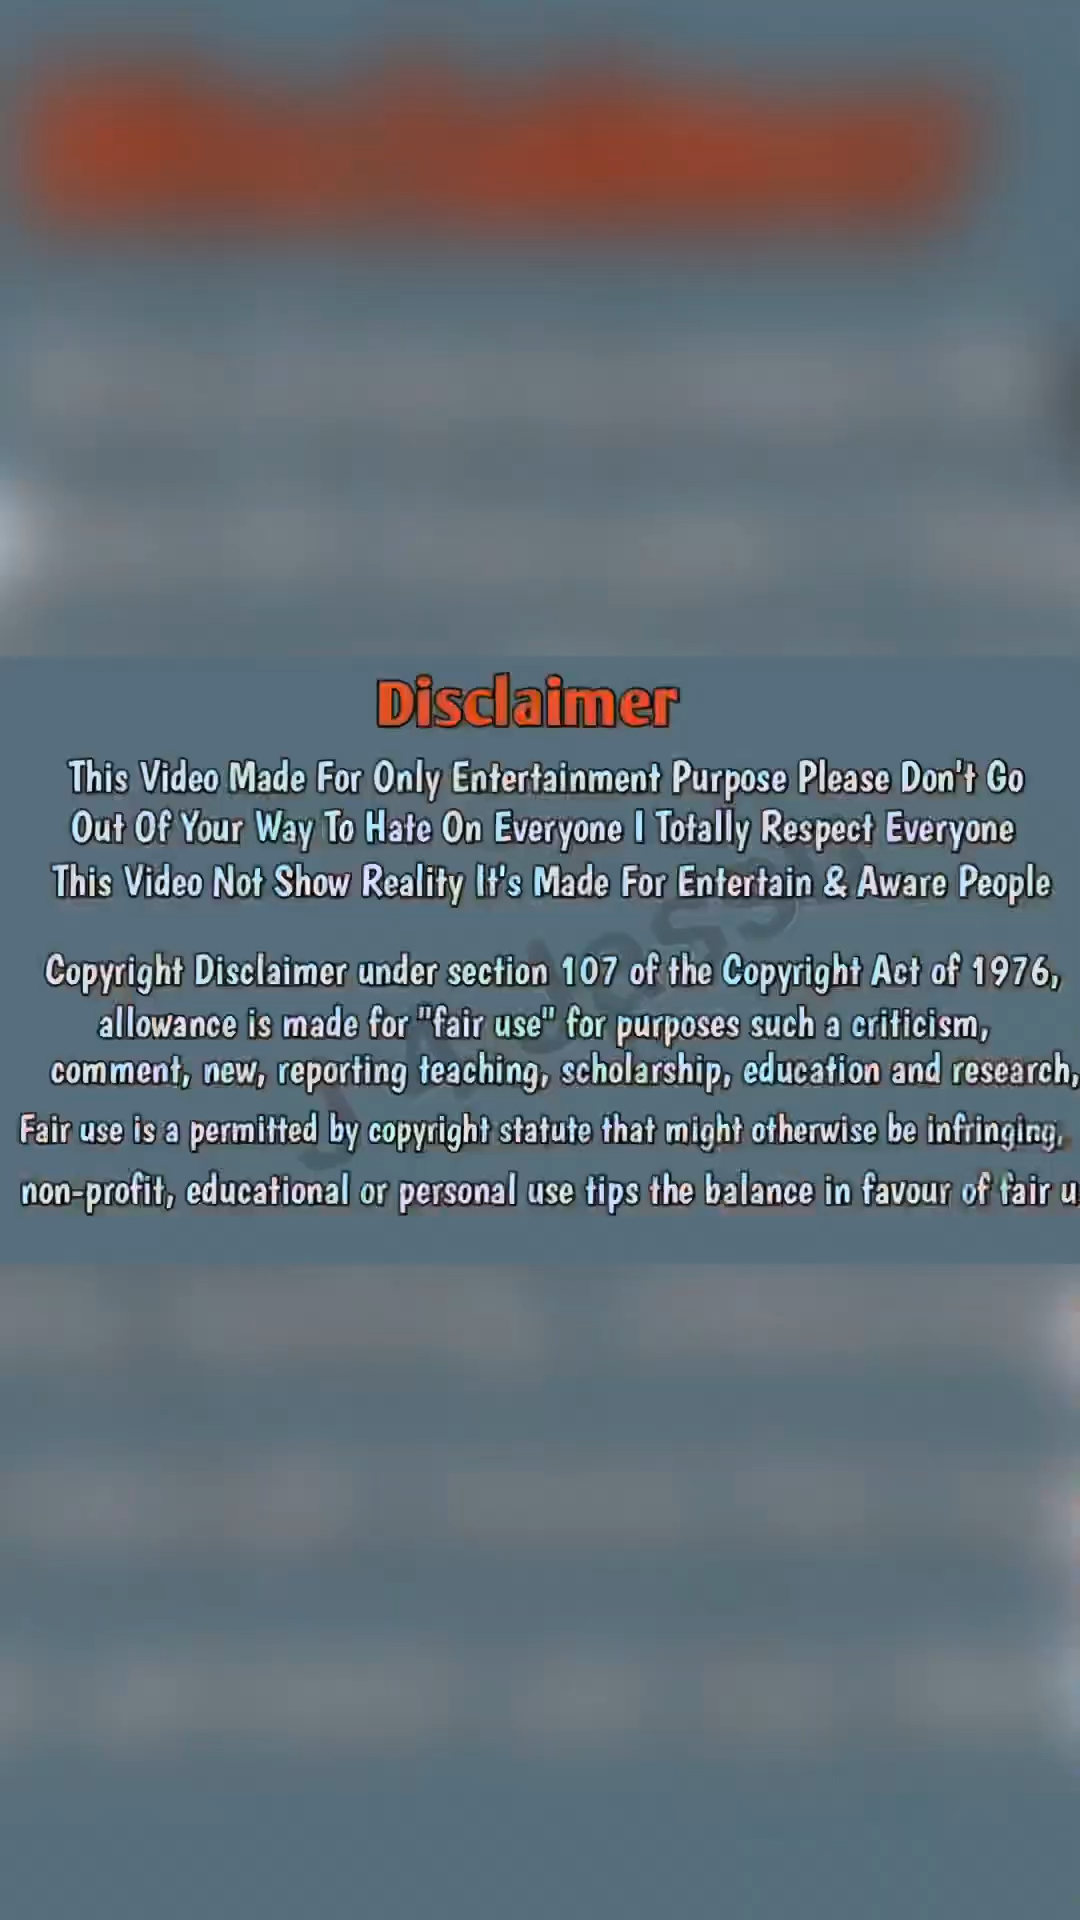 Disclaimer
This Video Made For Only Entertainment Purpose Please Don't Go
Out Of Your Way To Hate On Everyone I Totally Respect Everyone
This Video Not Show Reality It's Made For Entertain & Aware People
Copyright Disclaimer under section 107 of the Copyright Act of 1976,
allowance is made for "fair use" for purposes such a criticism,
comment, new, reporting teaching, scholarship, education and research,
Fair use is a permitted by copyright statute that might otherwise be infringing,
non-profit, educational or personal use tips the balance in favour of fair u